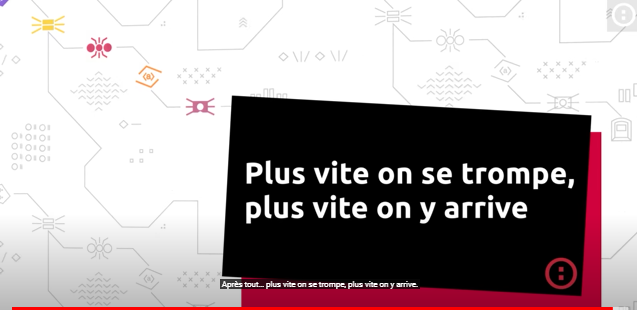 Plus vite on se trompe,
plus vite on y arrive
Après tout... plus vite on se trompe, plus vite on y arrive.